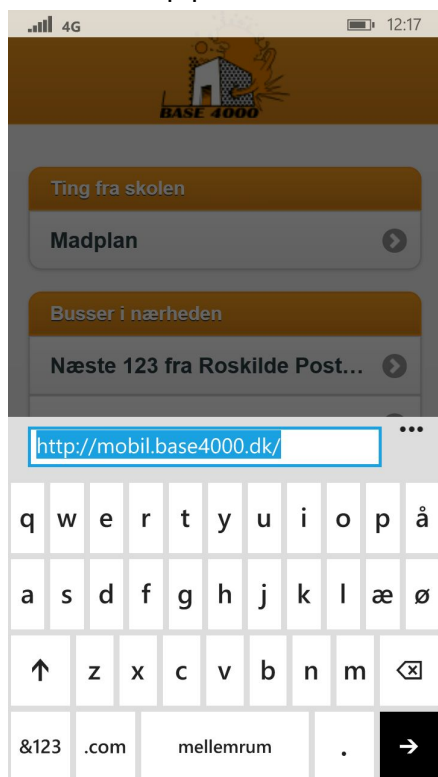 4G 12:17
BASE 4000
Ting fra skolen
Madplan
Busser i nærheden
Næste 123 fra Roskilde Post...
http://mobil.base4000.dk/
q w e r t y u i o p å
a s d f g h j k l æ ø
z x c v b n m
&123 .com mellemrum .